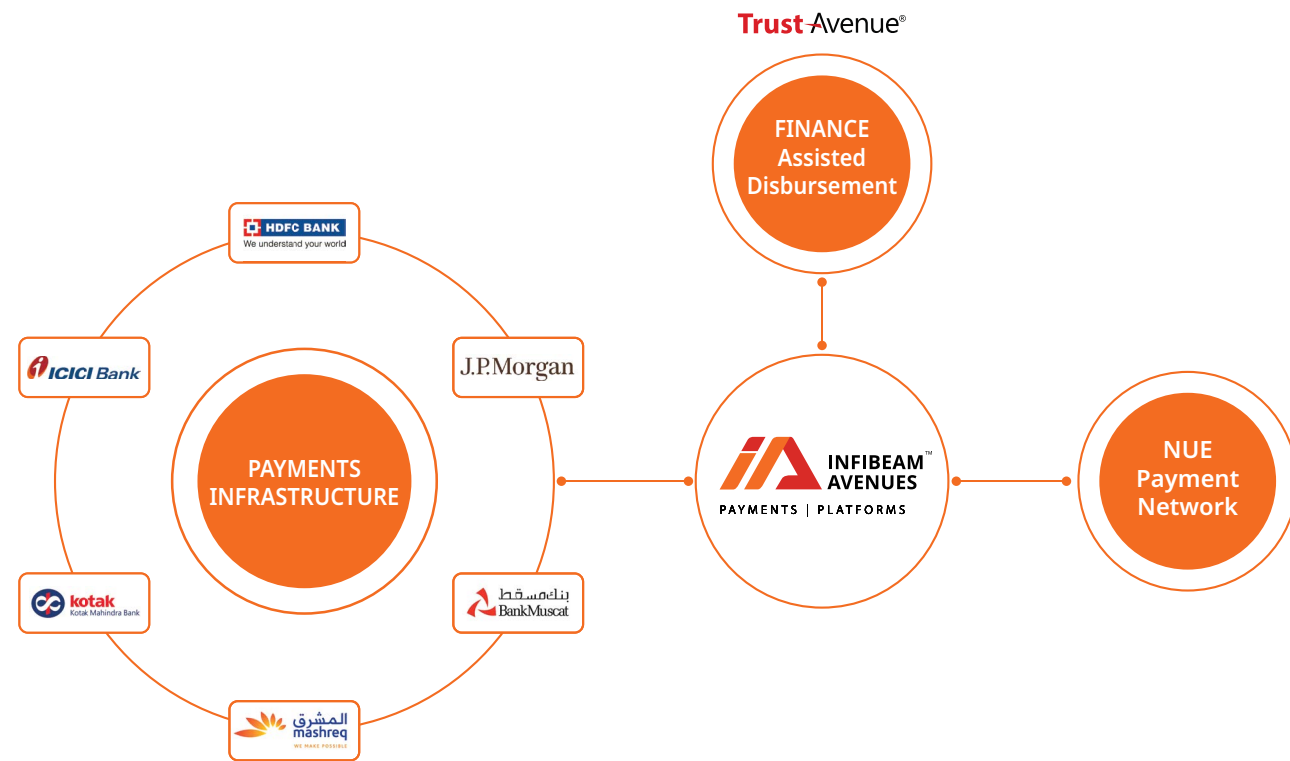 Trust Avenue®
FINANCE
Assisted
Disbursement
HDFC BANK
We understand your world
ICICI Bank
J.P.Morgan
PAYMENTS
INFRASTRUCTURE
INFIBEAM™
AVENUES
PAYMENTS | PLATFORMS
NUE
Payment
Network
kotak
Kotak Mahindra Bank
بنك مسقط
BankMuscat
المشرق
mashreq
WE MAKE POSSIBLE